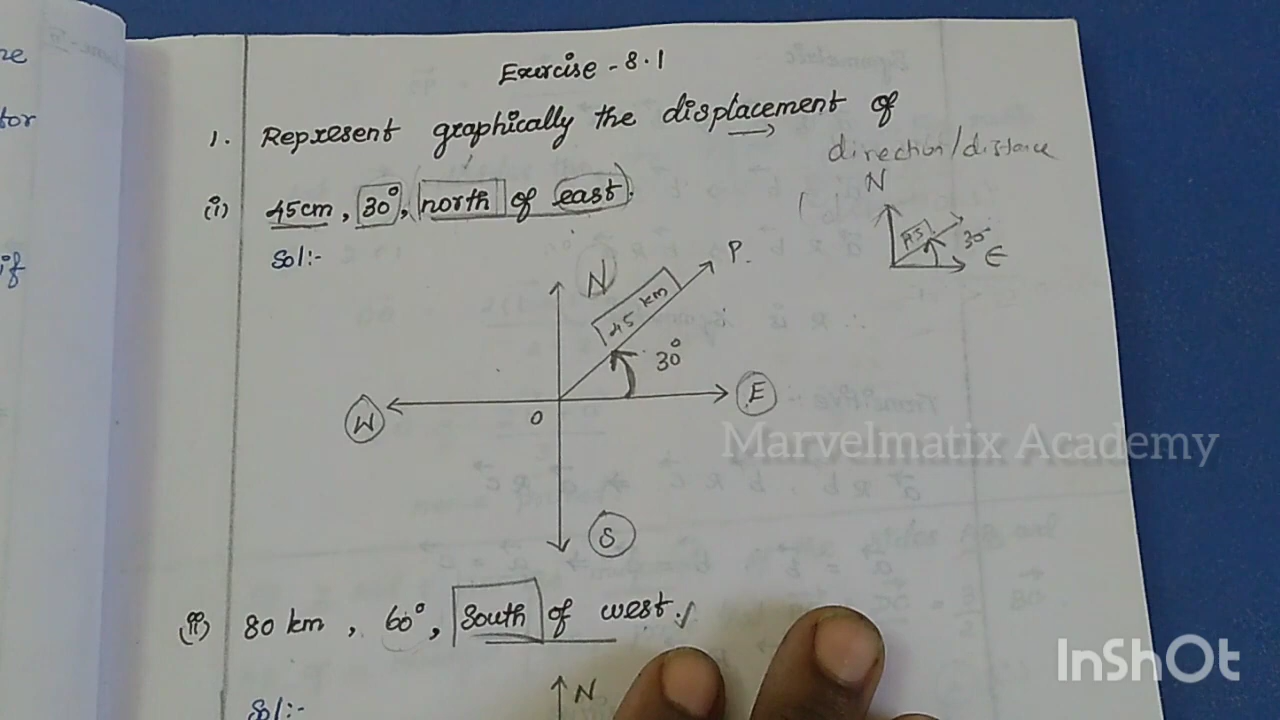 Exercise - 8.1
1. Represent graphically the displacement of
direction/distance
(i) 45cm, 30°, north of east.
N
45
30°
E
Sol:-
N
45 km
P.
30°
W
O
E
Marvelmatix Academy
S
(ii) 80 km, 60°, South of west.
Sol:-
N
InShOt
if